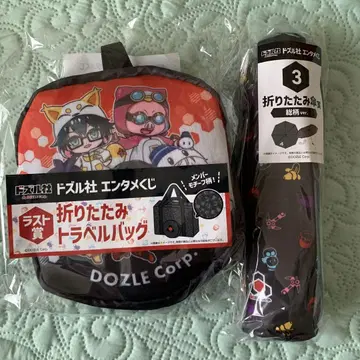 ドズル社
ドズル社 エンタメくじ
ラスト賞
折りたたみ
トラベルバッグ
メンバー
モチーフ柄！
DOZLE Corp.
ドズル社 エンタメくじ
3
折りたたみ傘
総柄ver.